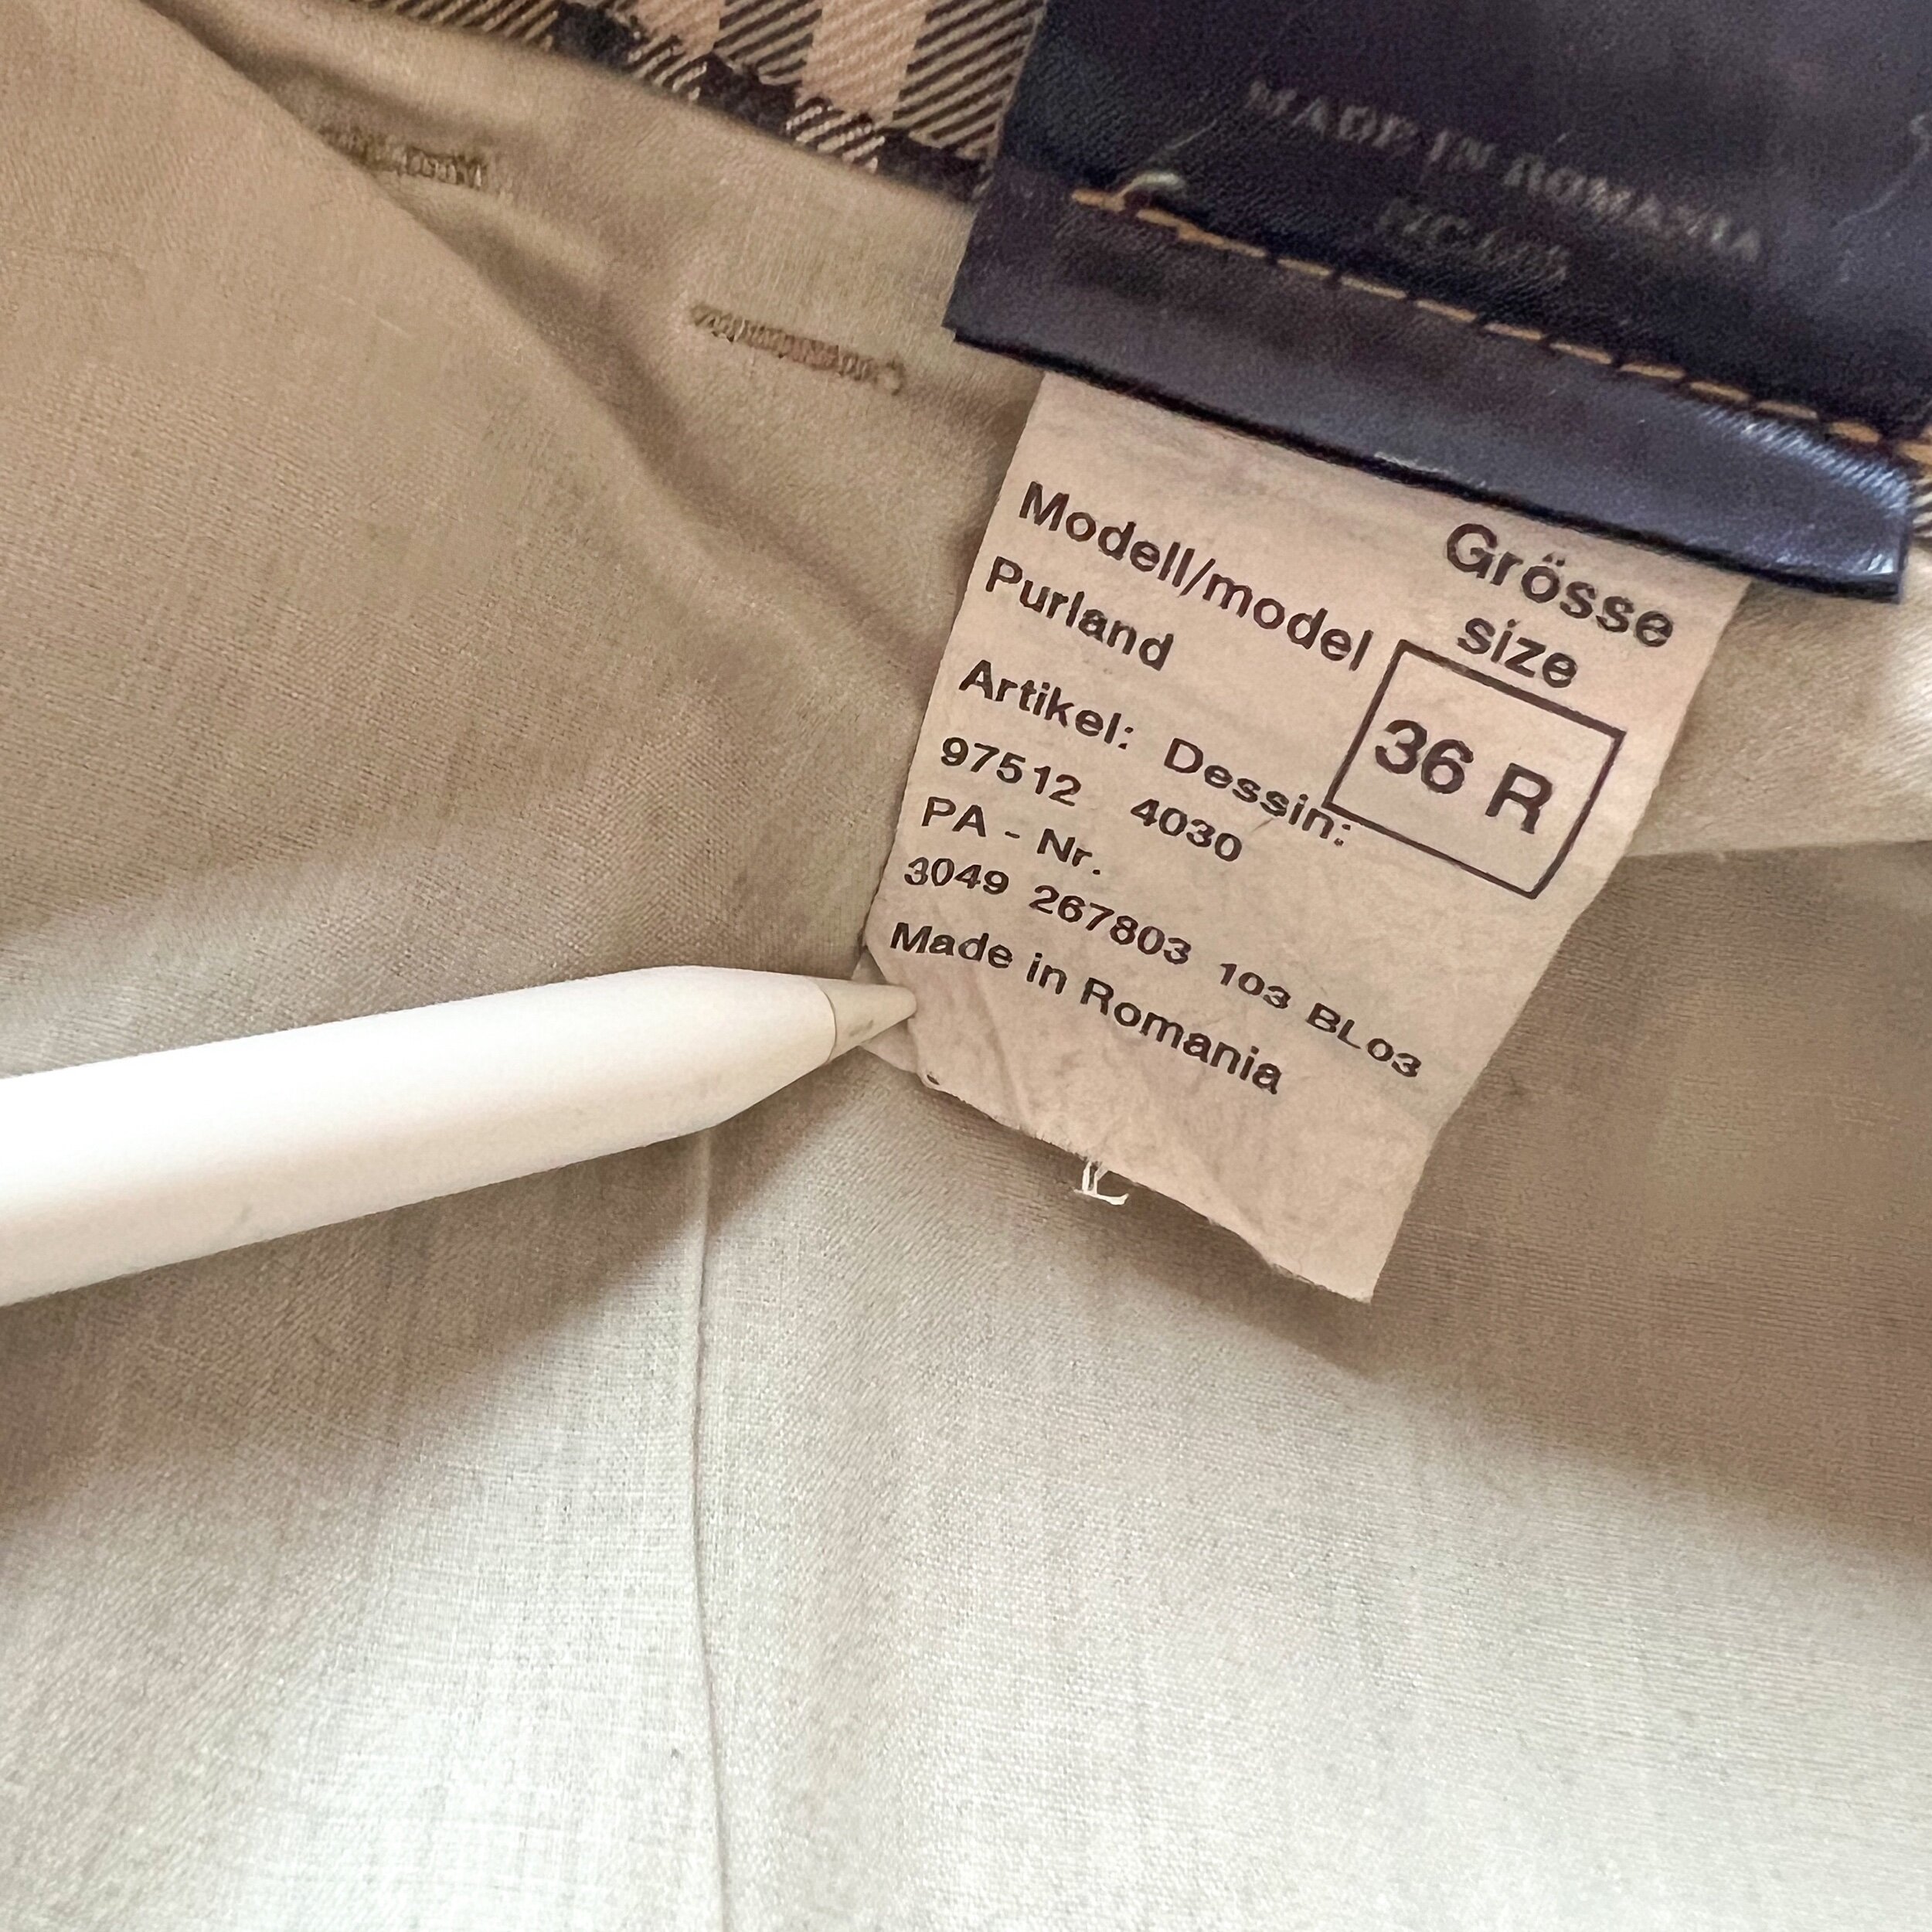 MADE IN ROMANIA
Modell/model
Purland
Grösse
size
36 R
Artikel: Dessin:
97512 4030
PA - Nr.
3049 267803 103 BL03
Made in Romania